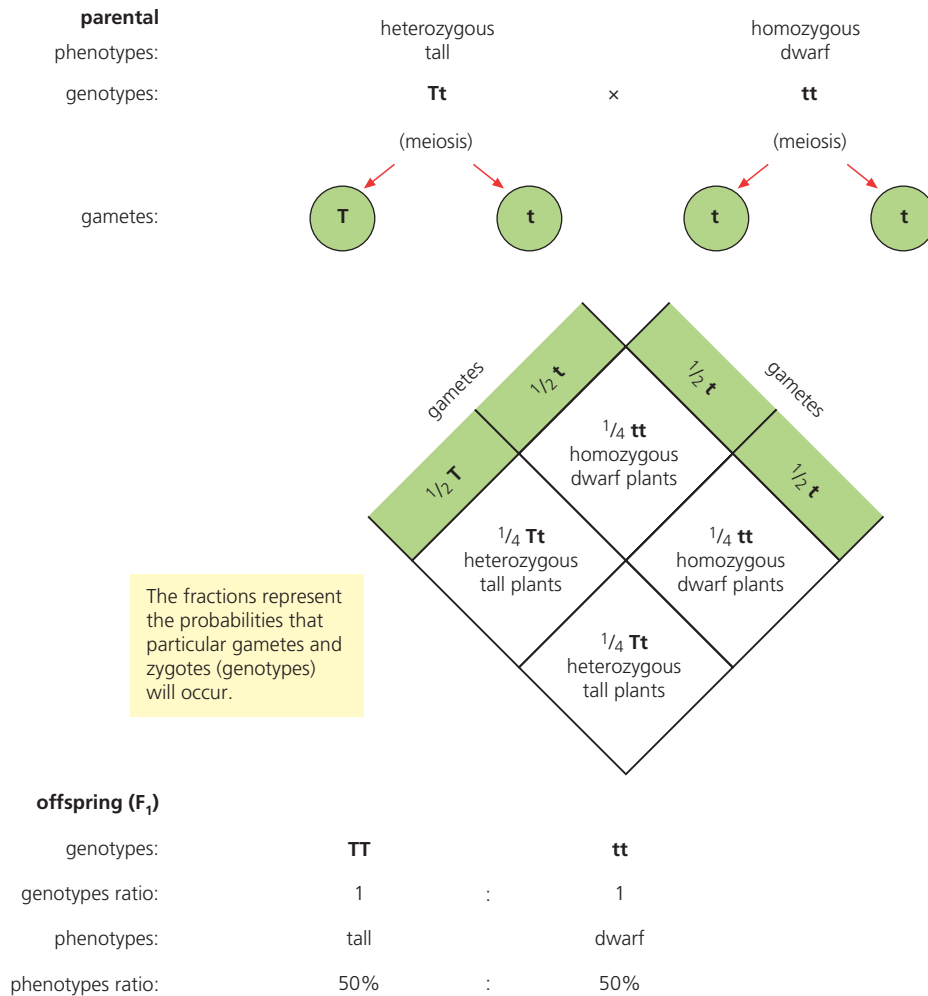 parental
phenotypes:
heterozygous
tall
homozygous
dwarf
genotypes:
Tt × tt
(meiosis) (meiosis)
gametes:
T t t t
gametes
1/2 T
1/2 t
1/2 t
1/2 t
gametes
1/4 tt
homozygous
dwarf plants
1/4 Tt
heterozygous
tall plants
1/4 tt
homozygous
dwarf plants
1/4 Tt
heterozygous
tall plants
The fractions represent
the probabilities that
particular gametes and
zygotes (genotypes)
will occur.
offspring (F₁)
genotypes: TT tt
genotypes ratio: 1 : 1
phenotypes: tall dwarf
phenotypes ratio: 50% : 50%